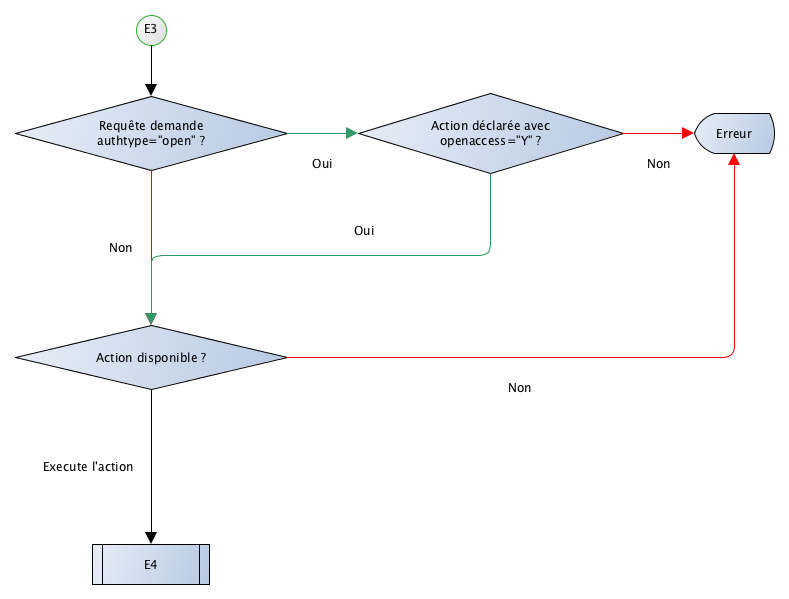 E3
Requête demande
authtype="open" ?
Oui
Action déclarée avec
openaccess="Y" ?
Non
Erreur
Non
Oui
Action disponible ?
Non
Execute l'action
E4